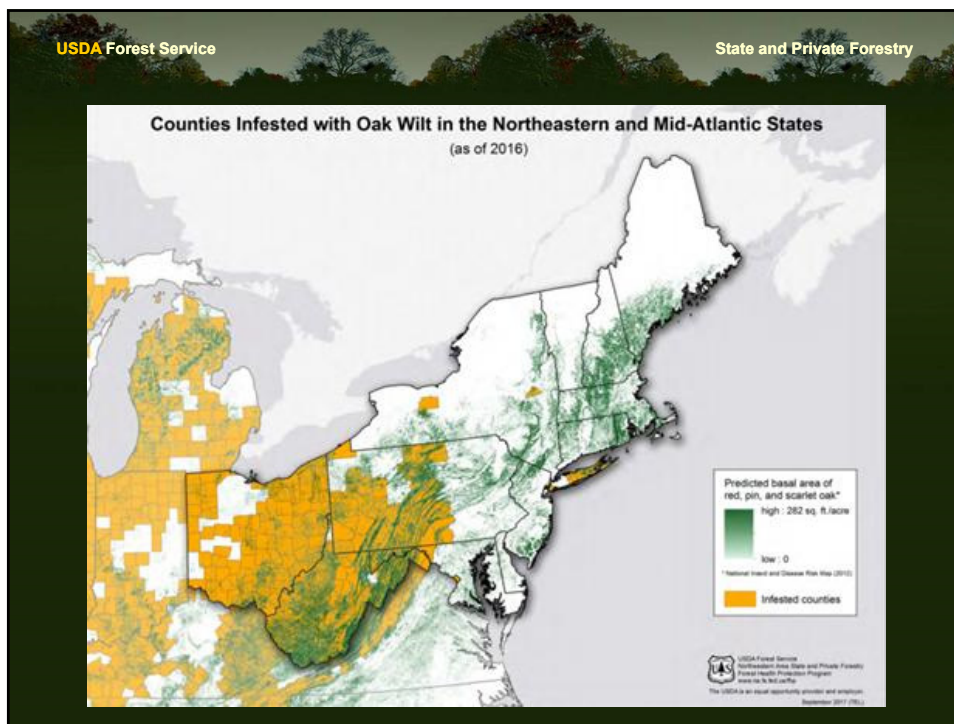 USDA Forest Service
State and Private Forestry
Counties Infested with Oak Wilt in the Northeastern and Mid-Atlantic States
(as of 2016)
Predicted basal area of
red, pin, and scarlet oak*
high : 282 sq. ft./acre
low : 0
* National Insect and Disease Risk Map (2012)
Infested counties
USDA Forest Service
Northeastern Area State and Private Forestry
Forest Health Protection Program
The USDA is an equal opportunity provider and employer.
September 2017 (TEL)